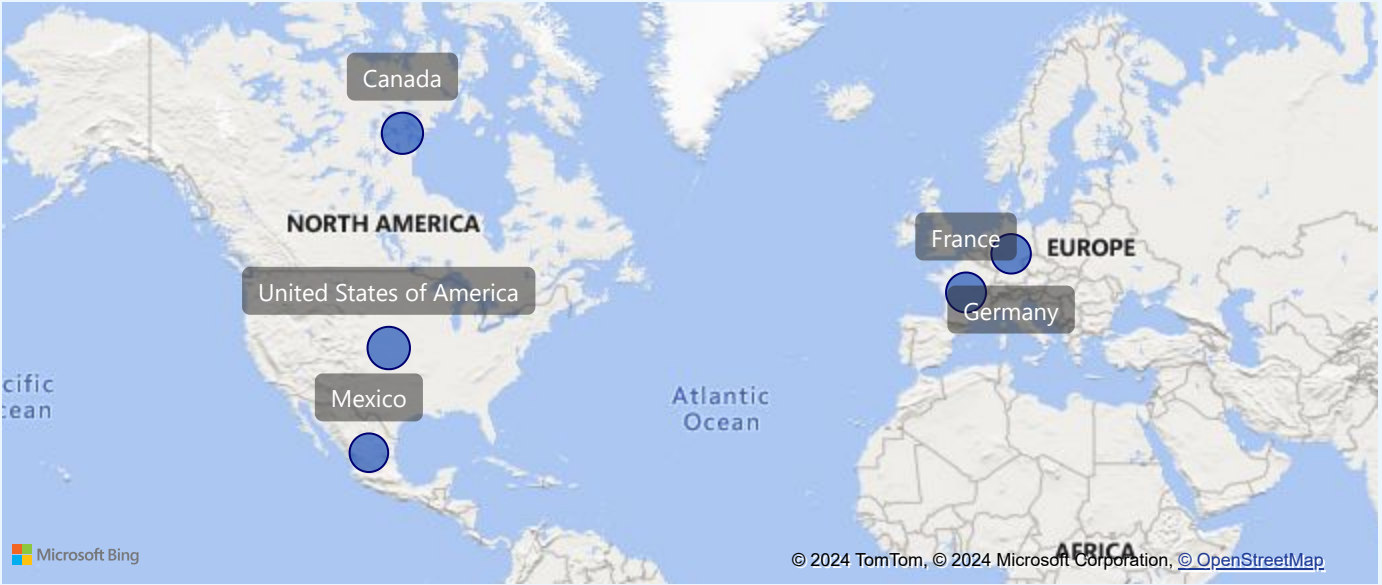 Canada
NORTH AMERICA
France
EUROPE
United States of America
Germany
Mexico
cific
cean
Atlantic
Ocean
AFRICA
Microsoft Bing
© 2024 TomTom, © 2024 Microsoft Corporation, © OpenStreetMap